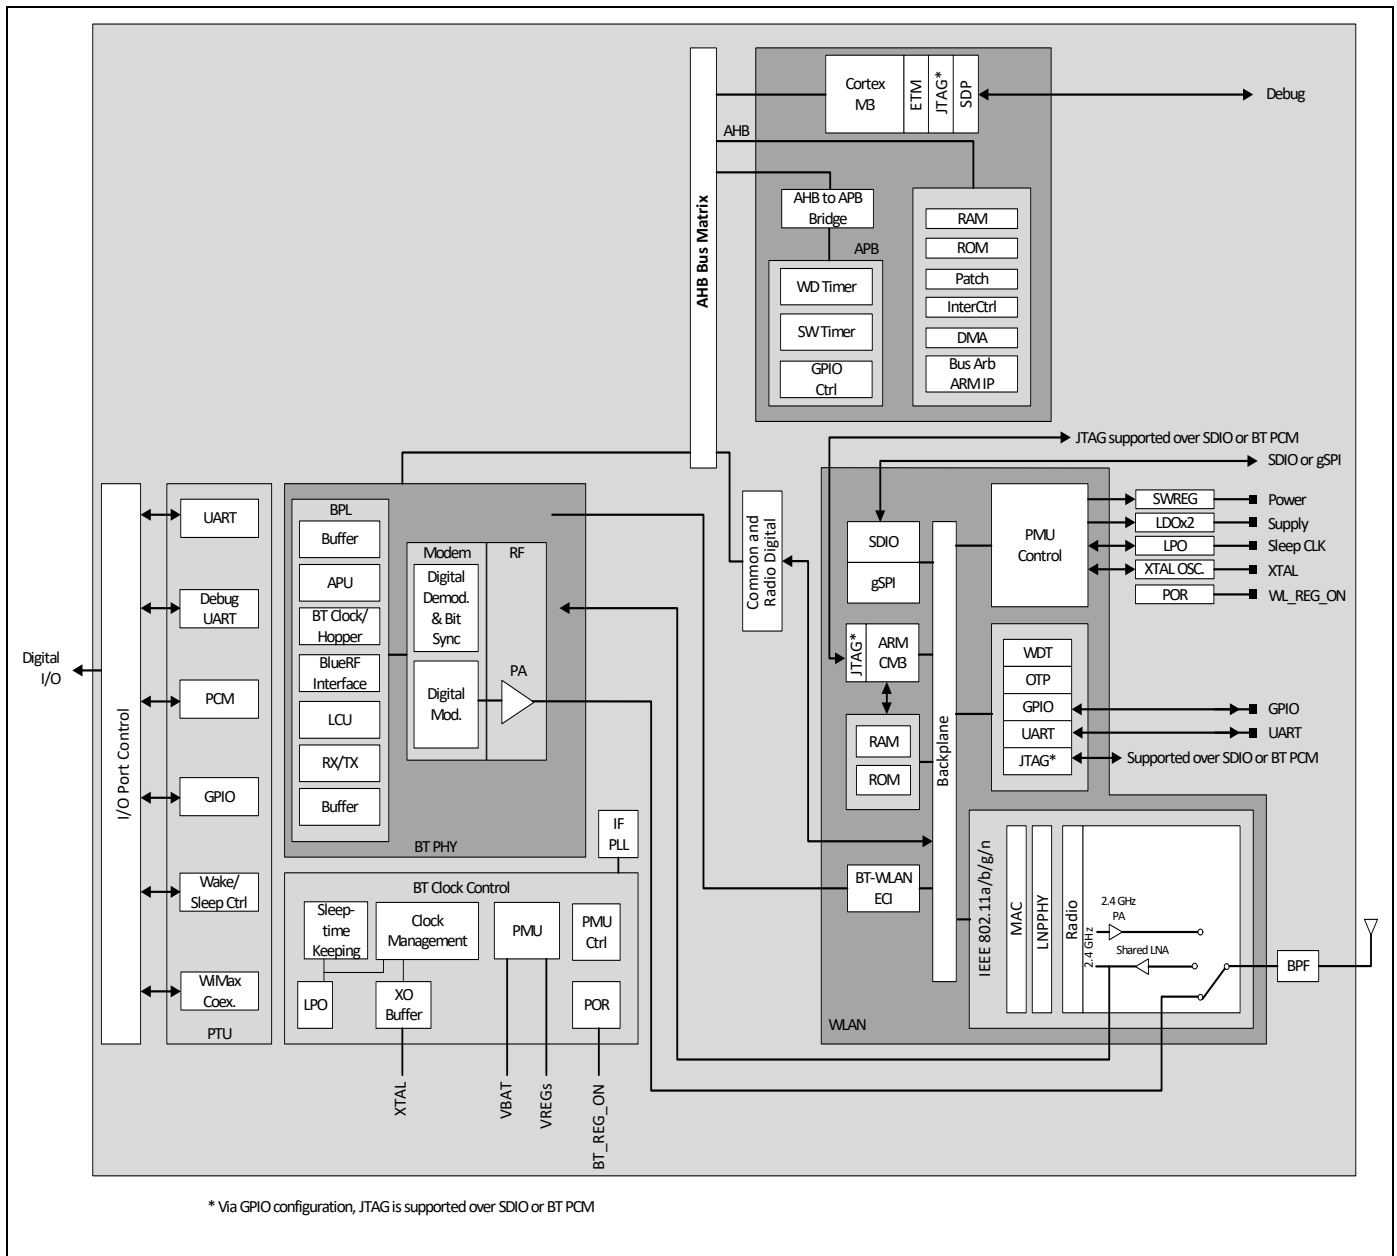 Cortex
M3
ETM
JTAG*
SDP
Debug
AHB
AHB Bus Matrix
AHB to APB
Bridge
APB
WD Timer
SW Timer
GPIO
Ctrl
RAM
ROM
Patch
InterCtrl
DMA
Bus Arb
ARM IP
JTAG supported over SDIO or BT PCM
SDIO or gSPI
Digital
I/O
I/O Port Control
UART
Debug
UART
PCM
GPIO
Wake/
Sleep Ctrl
WiMax
Coex.
PTU
BPL
Buffer
APU
BT Clock/
Hopper
BlueRF
Interface
LCU
RX/TX
Buffer
Modem
Digital
Demod.
& Bit
Sync
Digital
Mod.
RF
PA
BT PHY
Common and
Radio Digital
IF
PLL
BT Clock Control
Sleep-
time
Keeping
Clock
Management
PMU
PMU
Ctrl
LPO
XO
Buffer
POR
XTAL
VBAT
VREGs
BT_REG_ON
SDIO
gSPI
JTAG*
ARM
CM3
RAM
ROM
BT-WLAN
ECI
Backplane
PMU
Control
SWREG
Power
LDOx2
Supply
LPO
Sleep CLK
XTAL OSC.
XTAL
POR
WL_REG_ON
WDT
OTP
GPIO
UART
JTAG*
GPIO
UART
Supported over SDIO or BT PCM
IEEE 802.11a/b/g/n
MAC
LNPPHY
Radio
2.4 GHz
2.4 GHz
PA
Shared LNA
BPF
WLAN
* Via GPIO configuration, JTAG is supported over SDIO or BT PCM